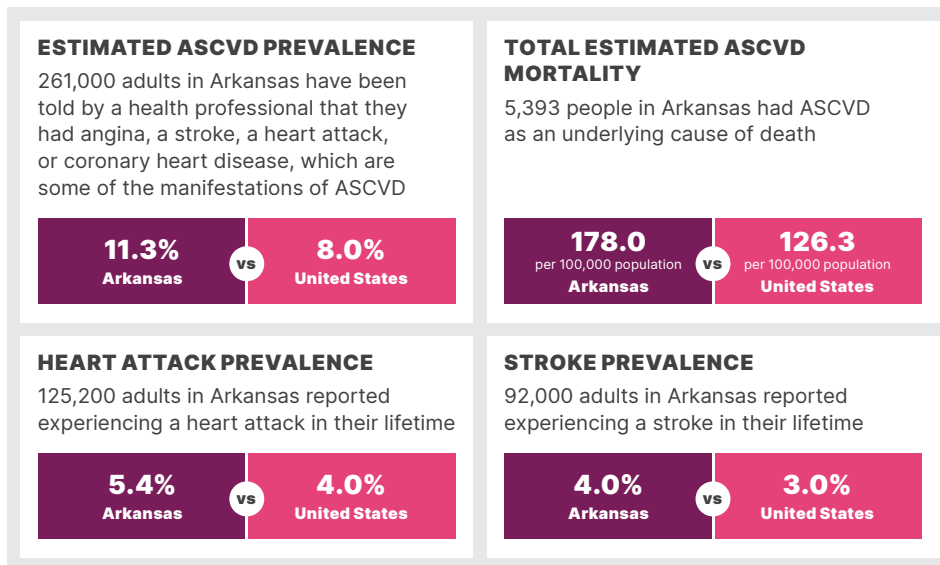 ESTIMATED ASCVD PREVALENCE
261,000 adults in Arkansas have been
told by a health professional that they
had angina, a stroke, a heart attack,
or coronary heart disease, which are
some of the manifestations of ASCVD
11.3%
Arkansas
vs
8.0%
United States
TOTAL ESTIMATED ASCVD
MORTALITY
5,393 people in Arkansas had ASCVD
as an underlying cause of death
178.0
per 100,000 population
Arkansas
vs
126.3
per 100,000 population
United States
HEART ATTACK PREVALENCE
125,200 adults in Arkansas reported
experiencing a heart attack in their lifetime
5.4%
Arkansas
vs
4.0%
United States
STROKE PREVALENCE
92,000 adults in Arkansas reported
experiencing a stroke in their lifetime
4.0%
Arkansas
vs
3.0%
United States